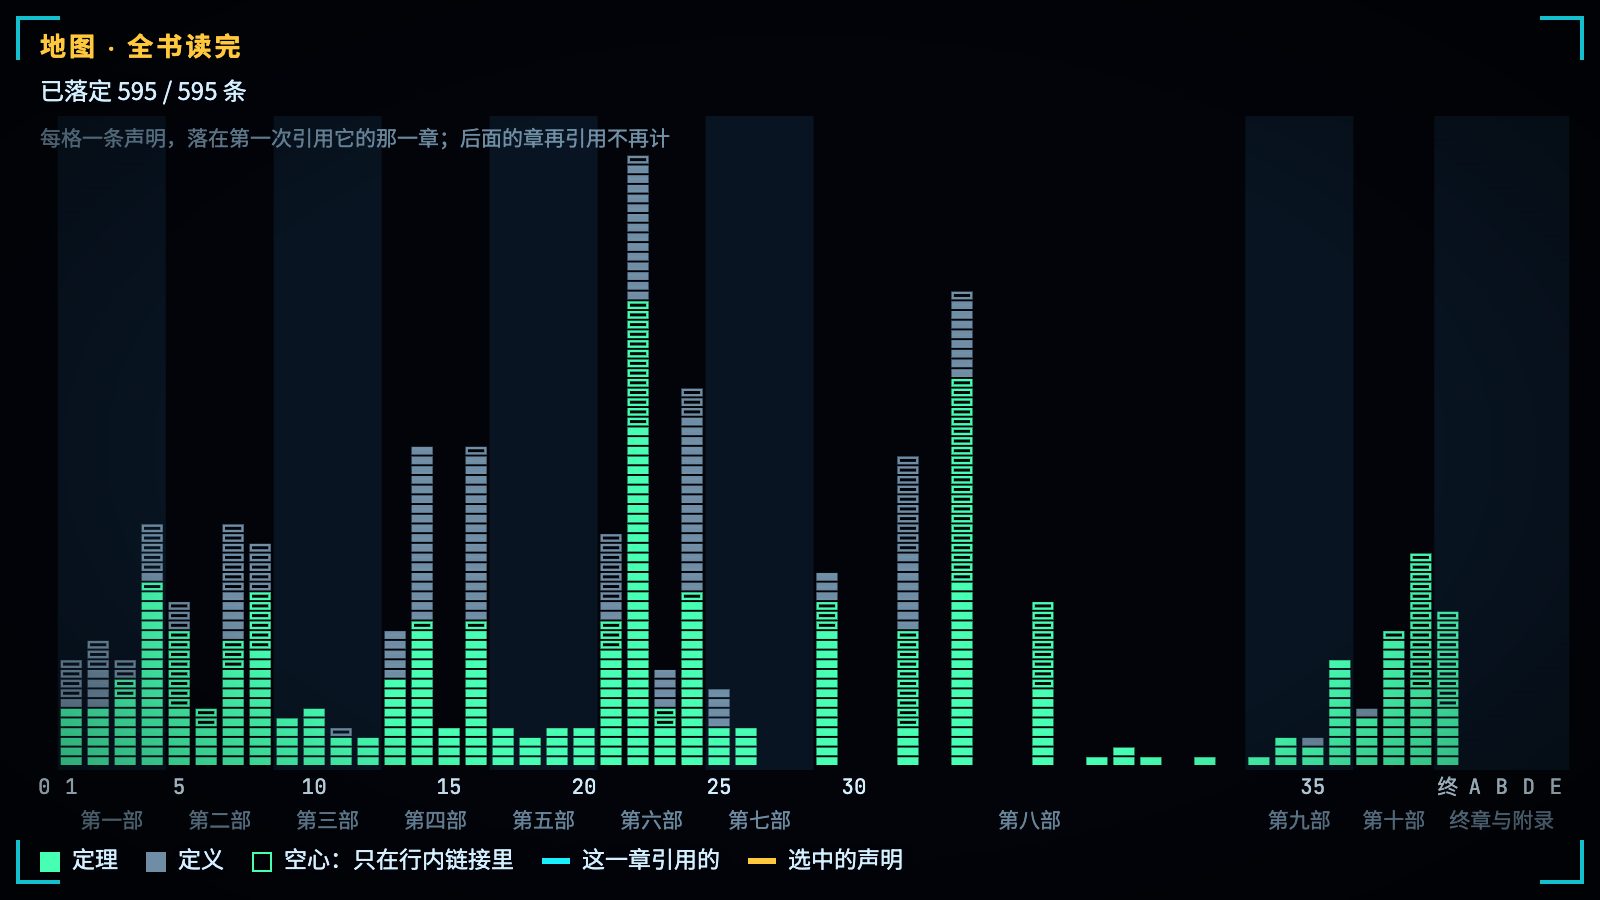 地图 · 全书读完
已落定 595 / 595 条
每格一条声明，落在第一次引用它的那一章；后面的章再引用不再计
0 1 5 10 15 20 25 30 35 终 A B D E
第一部 第二部 第三部 第四部 第五部 第六部 第七部 第八部 第九部 第十部 终章与附录
定理 定义 空心：只在行内链接里 这一章引用的 选中的声明